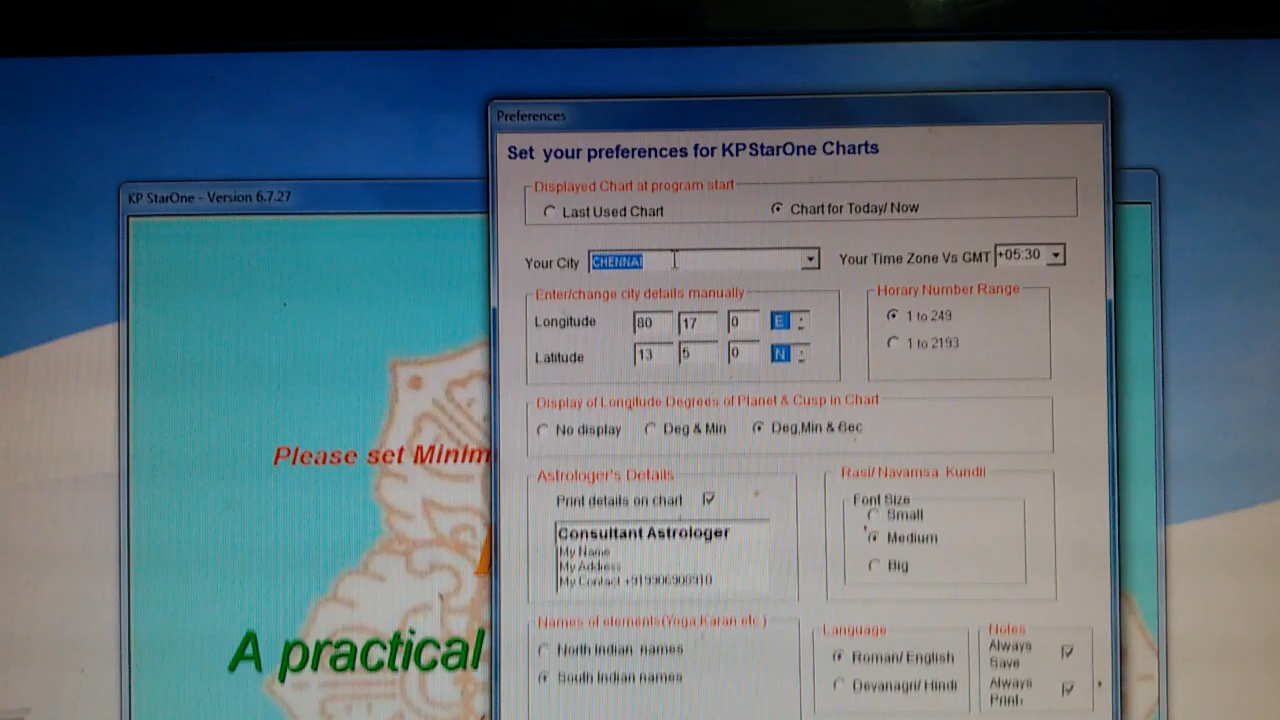 Preferences
Set your preferences for KPStarOne Charts
KP StarOne - Version 6.7.27
Displayed Chart at program start
Last Used Chart
Chart for Today/ Now
Your City
CHENNAI
Your Time Zone Vs GMT
+05:30
Enter/change city details manually
Longitude 80 17 0 E
Latitude 13 5 0 N
Horary Number Range
1 to 249
1 to 2193
Display of Longitude Degrees of Planet & Cusp in Chart
No display
Deg & Min
Deg,Min & Sec
Please set Minim
Astrologer's Details
Print details on chart
Consultant Astrologer
My Name
My Address
My Contact
Rasi/ Navamsa Kundli
Font Size
Small
Medium
Big
A practical
Names of elements(Yoga,Karan etc.)
North Indian names
South Indian names
Language
Roman/ English
Devanagri/ Hindi
Notes
Always
Save
Always
Print